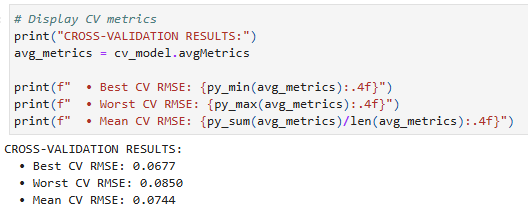 # Display CV metrics
print("CROSS-VALIDATION RESULTS:")
avg_metrics = cv_model.avgMetrics
print(f"  • Best CV RMSE: {py_min(avg_metrics):.4f}")
print(f"  • Worst CV RMSE: {py_max(avg_metrics):.4f}")
print(f"  • Mean CV RMSE: {py_sum(avg_metrics)/len(avg_metrics):.4f}")
CROSS-VALIDATION RESULTS:
  • Best CV RMSE: 0.0677
  • Worst CV RMSE: 0.0850
  • Mean CV RMSE: 0.0744